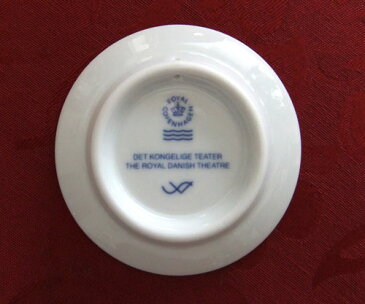 ROYAL
COPENHAGEN
DET KONGELIGE TEATER
THE ROYAL DANISH THEATRE